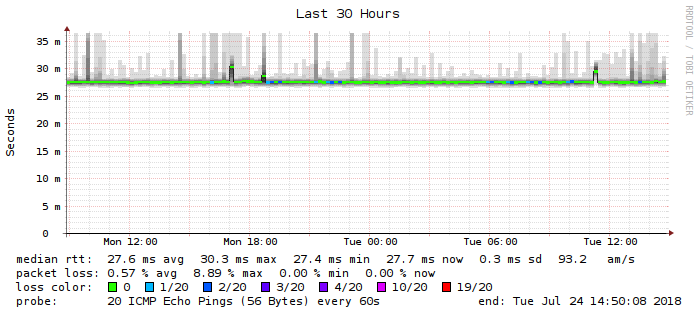 Last 30 Hours
RRDTOOL / TOBI OETIKER
Seconds
35 m
30 m
25 m
20 m
15 m
10 m
5 m
0
Mon 12:00 Mon 18:00 Tue 00:00 Tue 06:00 Tue 12:00
median rtt: 27.6 ms avg 30.3 ms max 27.4 ms min 27.7 ms now 0.3 ms sd 93.2 am/s
packet loss: 0.57 % avg 8.89 % max 0.00 % min 0.00 % now
loss color: 0 1/20 2/20 3/20 4/20 10/20 19/20
probe: 20 ICMP Echo Pings (56 Bytes) every 60s end: Tue Jul 24 14:50:08 2018